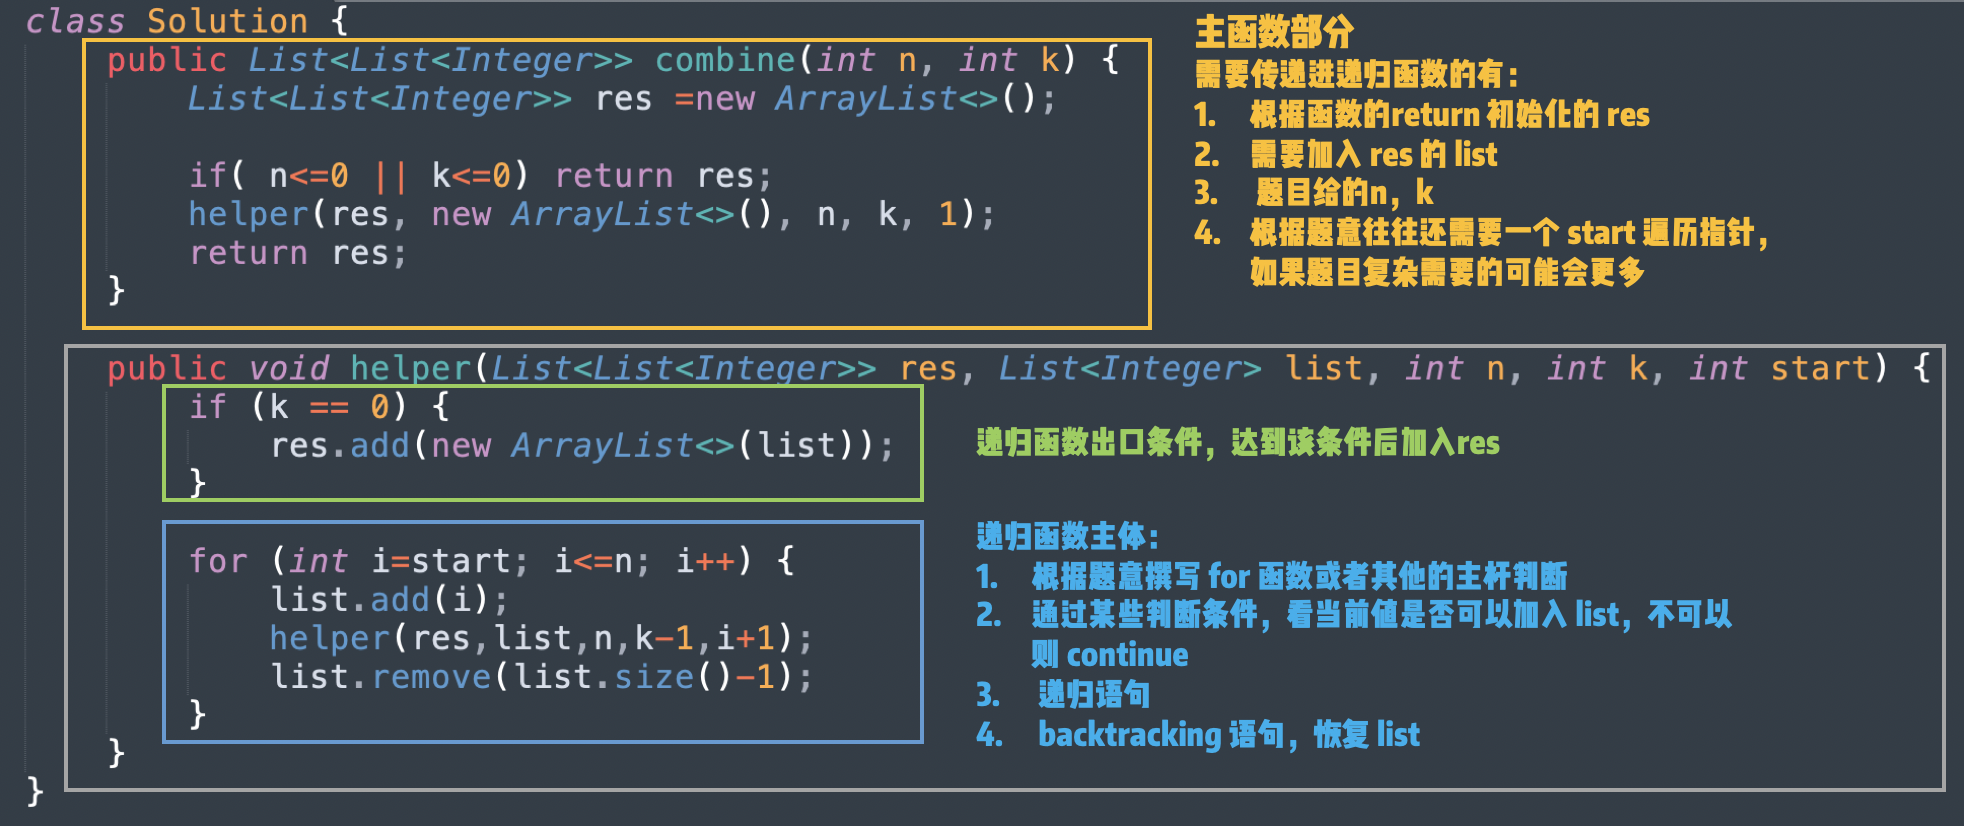 class Solution {
public List<List<Integer>> combine(int n, int k) {
List<List<Integer>> res =new ArrayList<>();
if( n<=0 || k<=0) return res;
helper(res, new ArrayList<>(), n, k, 1);
return res;
}
主函数部分
需要传递进递归函数的有：
1. 根据函数的return 初始化的 res
2. 需要加入 res 的 list
3. 题目给的n，k
4. 根据题意往往还需要一个 start 遍历指针，
如果题目复杂需要的可能会更多
public void helper(List<List<Integer>> res, List<Integer> list, int n, int k, int start) {
if (k == 0) {
res.add(new ArrayList<>(list));
}
递归函数出口条件，达到该条件后加入res
for (int i=start; i<=n; i++) {
list.add(i);
helper(res,list,n,k-1,i+1);
list.remove(list.size()-1);
}
}
}
递归函数主体：
1. 根据题意撰写 for 函数或者其他的主杆判断
2. 通过某些判断条件，看当前值是否可以加入 list，不可以
则 continue
3. 递归语句
4. backtracking 语句，恢复 list